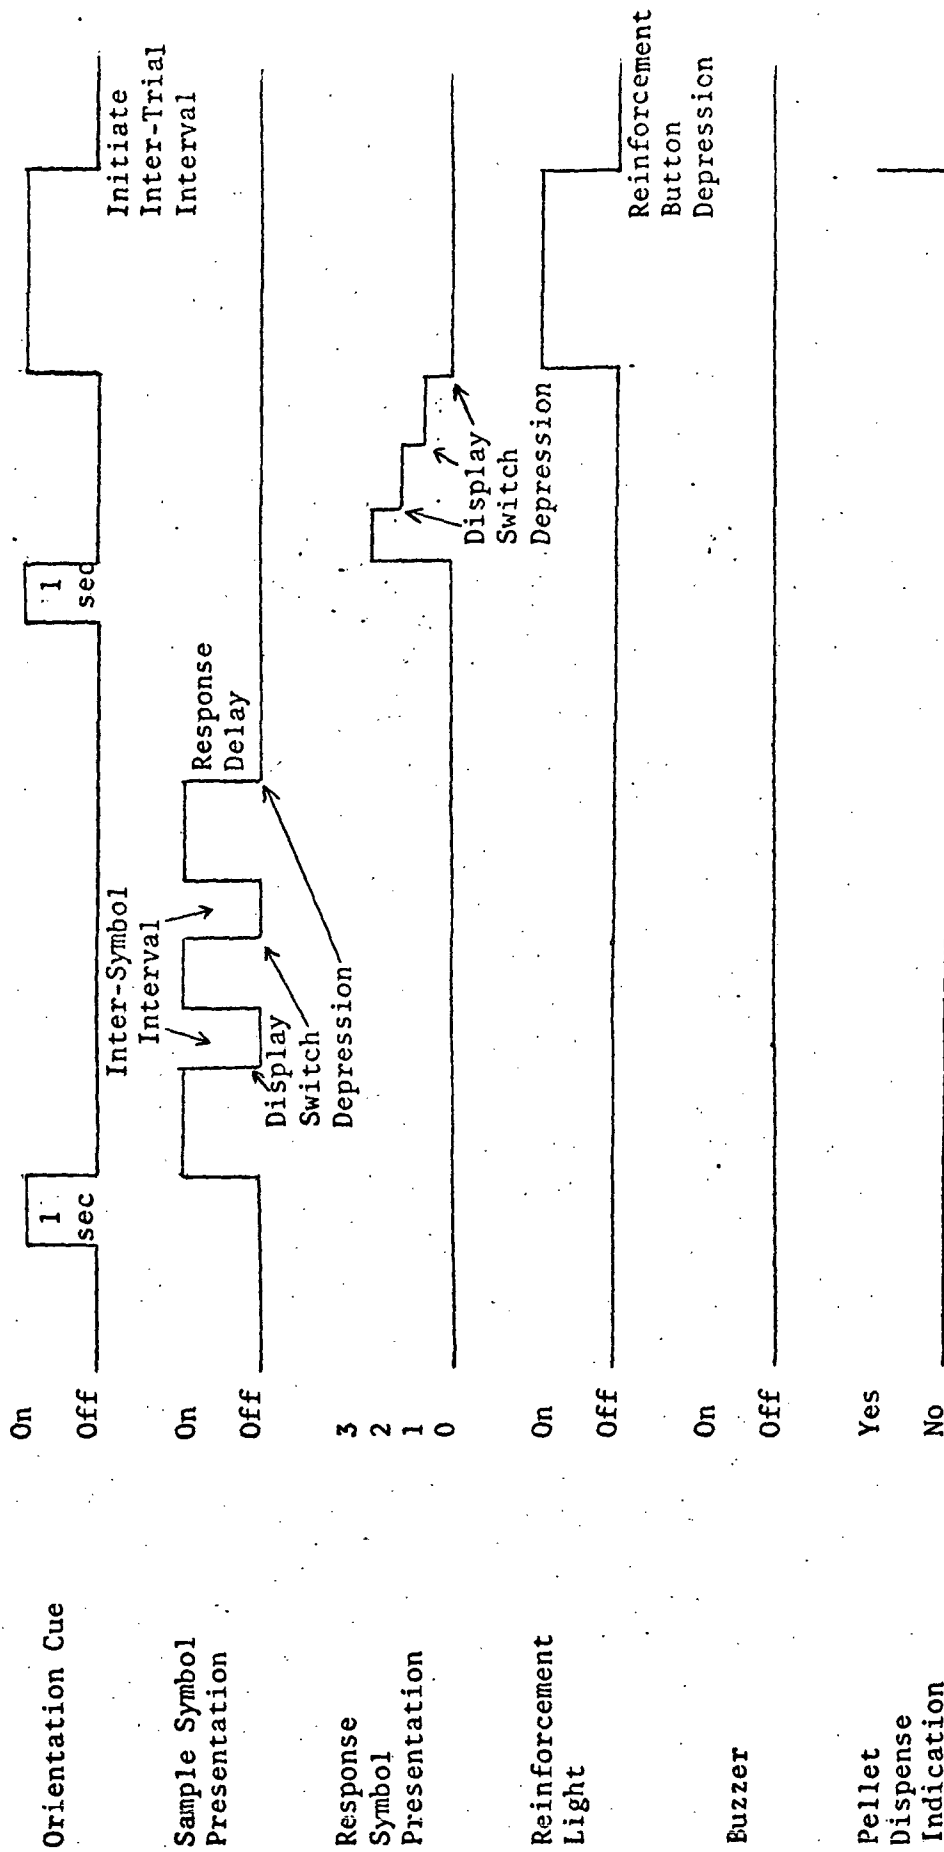 Orientation Cue
On
Off
1
sec
1
sec
Initiate
Inter-Trial
Interval
Sample Symbol
Presentation
On
Off
Inter-Symbol
Interval
Display
Switch
Depression
Response
Delay
Response
Symbol
Presentation
3
2
1
0
Display
Switch
Depression
Reinforcement
Light
On
Off
Reinforcement
Button
Depression
Buzzer
On
Off
Pellet
Dispense
Indication
Yes
No